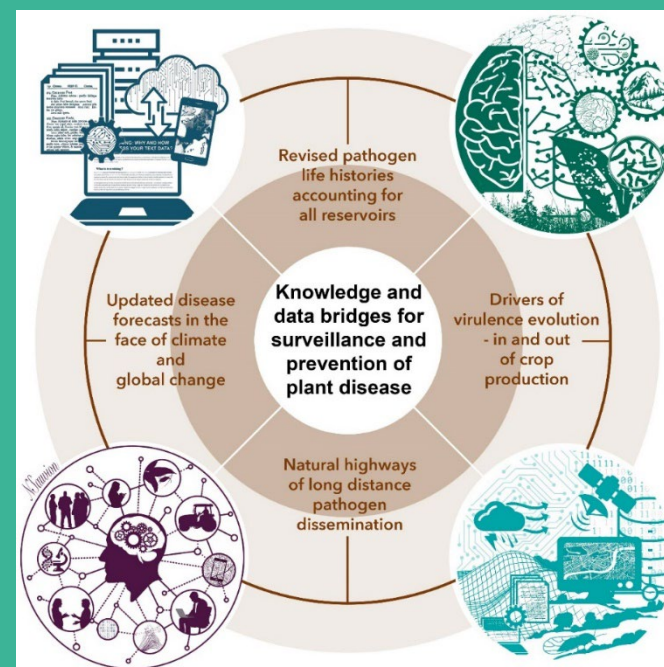 Revised pathogen
life histories
accounting for
all reservoirs
Updated disease
forecasts in the
face of climate
and
global change
Knowledge and
data bridges for
surveillance and
prevention of
plant disease
Drivers of
virulence evolution
- in and out
of crop
production
Natural highways
of long distance
pathogen
dissemination